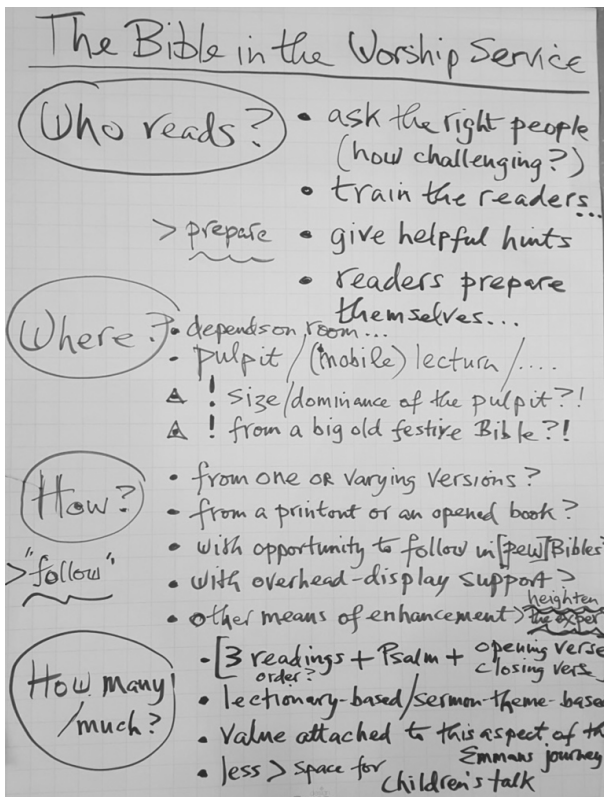 The Bible in the Worship Service
Who reads?
• ask the right people
(how challenging?)
• train the readers...
> prepare • give helpful hints
• readers prepare
themselves...
Where? • depends on room...
• pulpit / (mobile) lecturn / ....
! size/dominance of the pulpit?!
! from a big old festive Bible?!
How?
• from one or varying versions?
• from a printout or an opened book?
• with opportunity to follow in [pew] Bibles?
> "follow" • with overhead-display support?
• other means of enhancement > heighten
the exper
How many
/much?
• [3 readings + Psalm + opening verse
order? closing verse
• lectionary-based/sermon-theme-base
• value attached to this aspect of th
Emmaus journey
• less > space for
children's talk